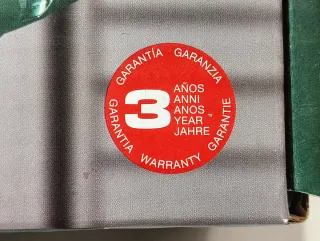 GARANTÍA GARANZIA
3
AÑOS
ANNI
ANOS
YEAR
JAHRE
GARANTIA WARRANTY GARANTIE